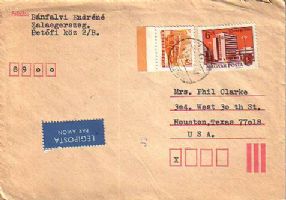 Bánfalvi Endréné
Zalaegerszeg.
Petőfi köz 2/B.
8900
MAGYAR POSTA
Mrs. Phil Clarke
304. West 30 th St.
Houston,Texas 77018
U S A.
LÉGIPOSTA
PAR AVION